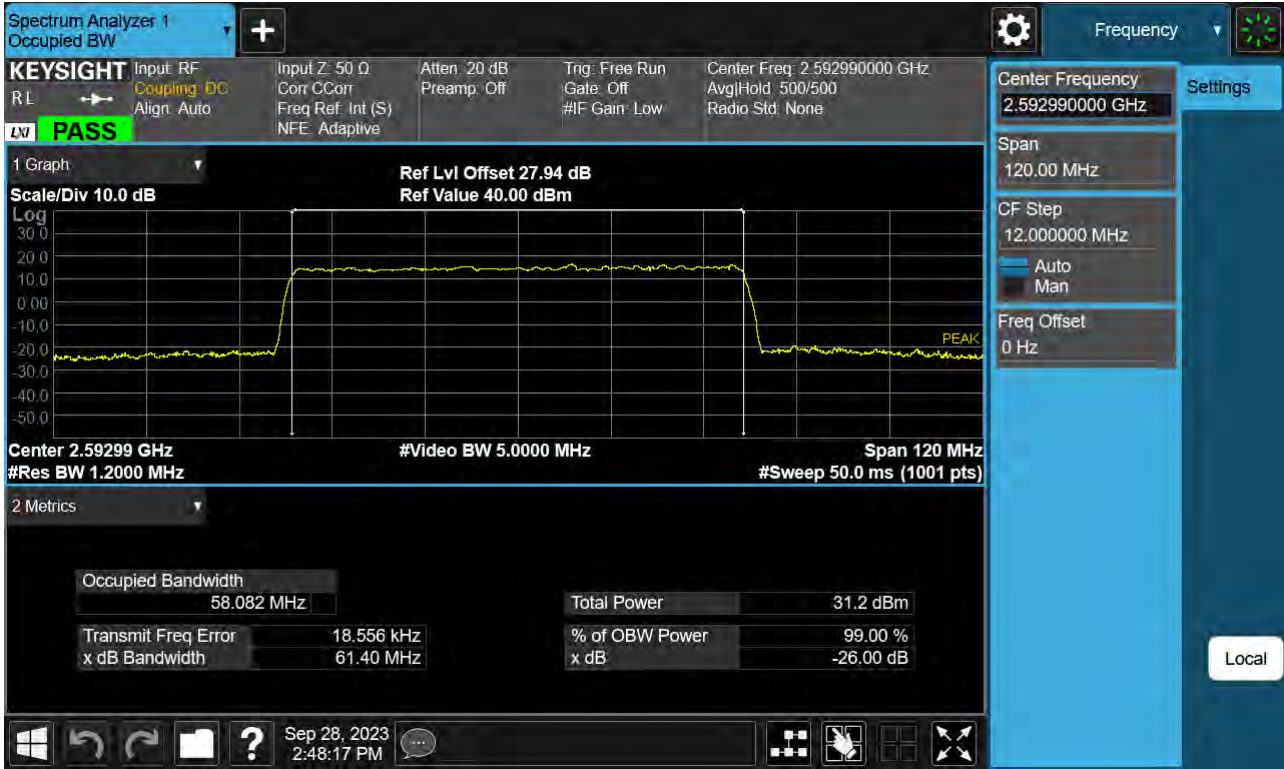 Spectrum Analyzer 1
Occupied BW
+
Frequency
KEYSIGHT
RL
LXI PASS
Input: RF
Coupling: DC
Align: Auto
Input Z: 50 Ω
Corr CCorr
Freq Ref: Int (S)
NFE: Adaptive
Atten: 20 dB
Preamp: Off
Trig: Free Run
Gate: Off
#IF Gain: Low
Center Freq: 2.592990000 GHz
Avg|Hold: 500/500
Radio Std: None
1 Graph
Scale/Div 10.0 dB
Ref Lvl Offset 27.94 dB
Ref Value 40.00 dBm
Log
30.0
20.0
10.0
0.00
-10.0
-20.0
-30.0
-40.0
-50.0
PEAK
Center 2.59299 GHz
#Video BW 5.0000 MHz
Span 120 MHz
#Res BW 1.2000 MHz
#Sweep 50.0 ms (1001 pts)
2 Metrics
Occupied Bandwidth
58.082 MHz
Transmit Freq Error 18.556 kHz
x dB Bandwidth 61.40 MHz
Total Power 31.2 dBm
% of OBW Power 99.00 %
x dB -26.00 dB
Center Frequency
2.592990000 GHz
Span
120.00 MHz
CF Step
12.000000 MHz
Auto
Man
Freq Offset
0 Hz
Settings
Local
?
Sep 28, 2023
2:48:17 PM